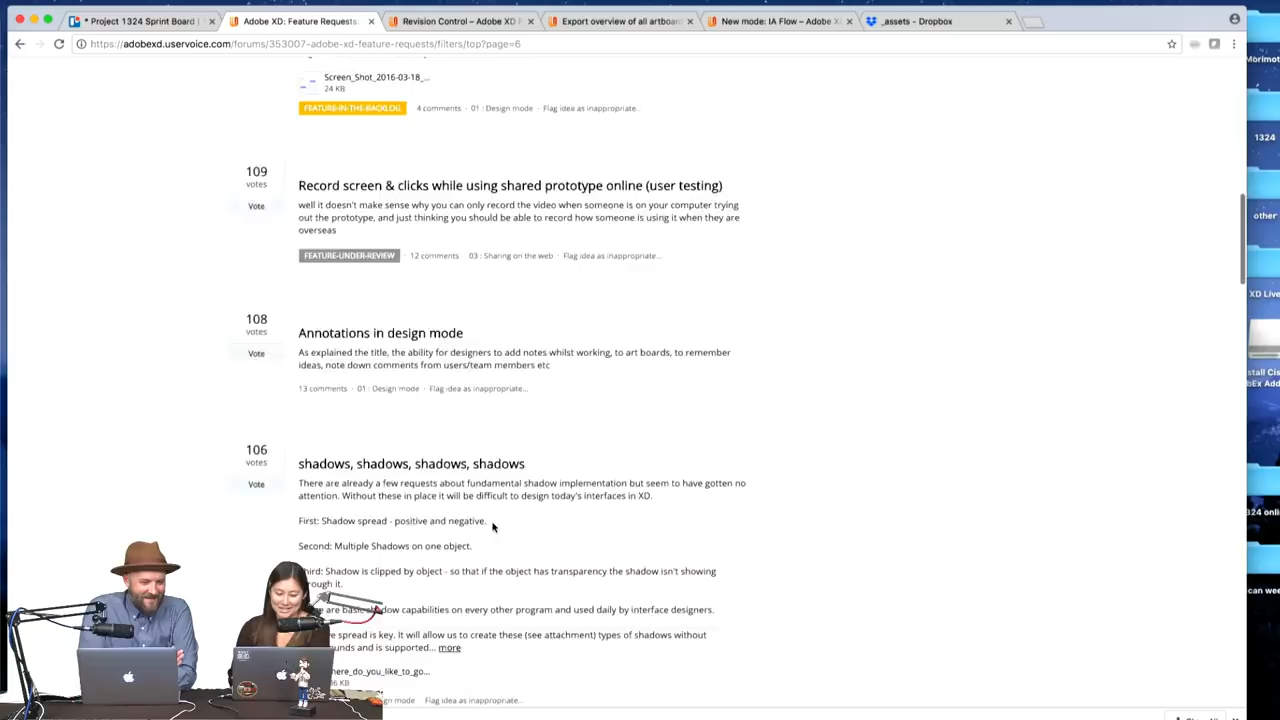 * Project 1324 Sprint Board |
Adobe XD: Feature Requests:
Revision Control – Adobe XD F
Export overview of all artboar
New mode: IA Flow – Adobe X
_assets - Dropbox
https://adobexd.uservoice.com/forums/353007-adobe-xd-feature-requests/filters/top?page=6
Screen_Shot_2016-03-18_...
24 KB
FEATURE-IN-THE-BACKLOG 4 comments · 01 : Design mode · Flag idea as inappropriate...
109
votes
Vote
Record screen & clicks while using shared prototype online (user testing)
well it doesn't make sense why you can only record the video when someone is on your computer trying
out the prototype, and just thinking you should be able to record how someone is using it when they are
overseas
FEATURE-UNDER-REVIEW 12 comments 03 : Sharing on the web · Flag idea as inappropriate...
108
votes
Vote
Annotations in design mode
As explained the title, the ability for designers to add notes whilst working, to art boards, to remember
ideas, note down comments from users/team members etc
13 comments · 01 : Design mode · Flag idea as inappropriate...
106
votes
Vote
shadows, shadows, shadows, shadows
There are already a few requests about fundamental shadow implementation but seem to have gotten no
attention. Without these in place it will be difficult to design today's interfaces in XD.
First: Shadow spread - positive and negative.
Second: Multiple Shadows on one object.
hird: Shadow is clipped by object - so that if the object has transparency the shadow isn't showing
rough it.
are basic shadow capabilities on every other program and used daily by interface designers.
e spread is key. It will allow us to create these (see attachment) types of shadows without
unds and is supported... more
here_do_you_like_to_go...
KB
gn mode Flag idea as inappropriate...
Morimot
1324
other
XD Live
stall Cis
bEx Add
324 onli
can wee